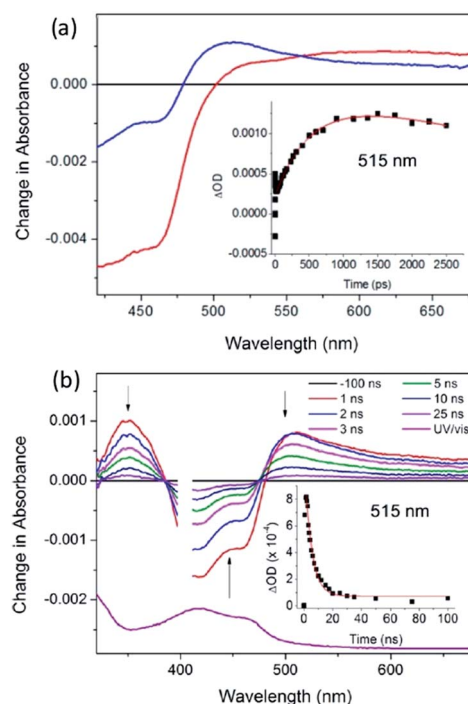 (a)
Change in Absorbance
0.000
-0.002
-0.004
450
500
550
600
650
Wavelength (nm)
ΔOD
0.0010
0.0005
0.0000
-0.0005
515 nm
0
500
1000
1500
2000
2500
Time (ps)
(b)
Change in Absorbance
0.001
0.000
-0.001
-0.002
400
500
600
Wavelength (nm)
-100 ns
1 ns
2 ns
3 ns
5 ns
10 ns
25 ns
UV/vis
ΔOD (x 10⁻⁴)
8
6
4
2
0
515 nm
0
20
40
60
80
100
Time (ns)